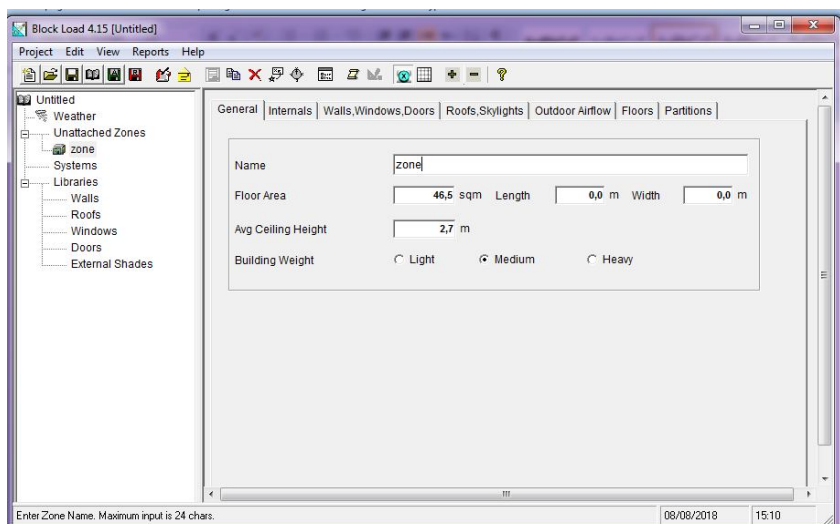 Block Load 4.15 [Untitled]
Project Edit View Reports Help
Untitled
Weather
Unattached Zones
zone
Systems
Libraries
Walls
Roofs
Windows
Doors
External Shades
General Internals Walls,Windows,Doors Roofs,Skylights Outdoor Airflow Floors Partitions
Name zone
Floor Area 46,5 sqm Length 0,0 m Width 0,0 m
Avg Ceiling Height 2,7 m
Building Weight Light Medium Heavy
Enter Zone Name. Maximum input is 24 chars. 08/08/2018 15:10